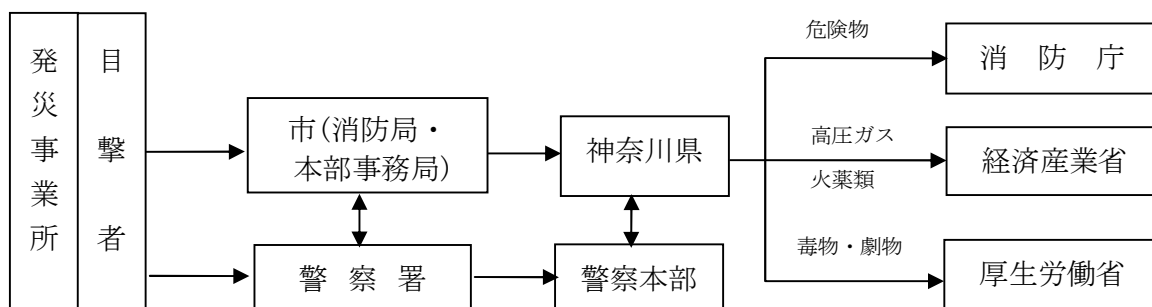 発災事業所
目撃者
市(消防局・
本部事務局)
警察署
神奈川県
警察本部
危険物
消防庁
高圧ガス
火薬類
経済産業省
毒物・劇物
厚生労働省